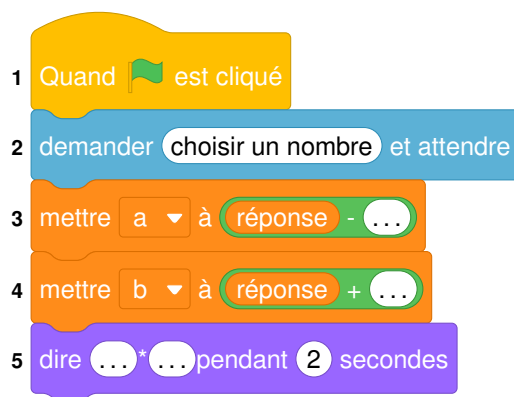 1 Quand est cliqué
2 demander choisir un nombre et attendre
3 mettre a à réponse - ...
4 mettre b à réponse + ...
5 dire ... * ... pendant 2 secondes